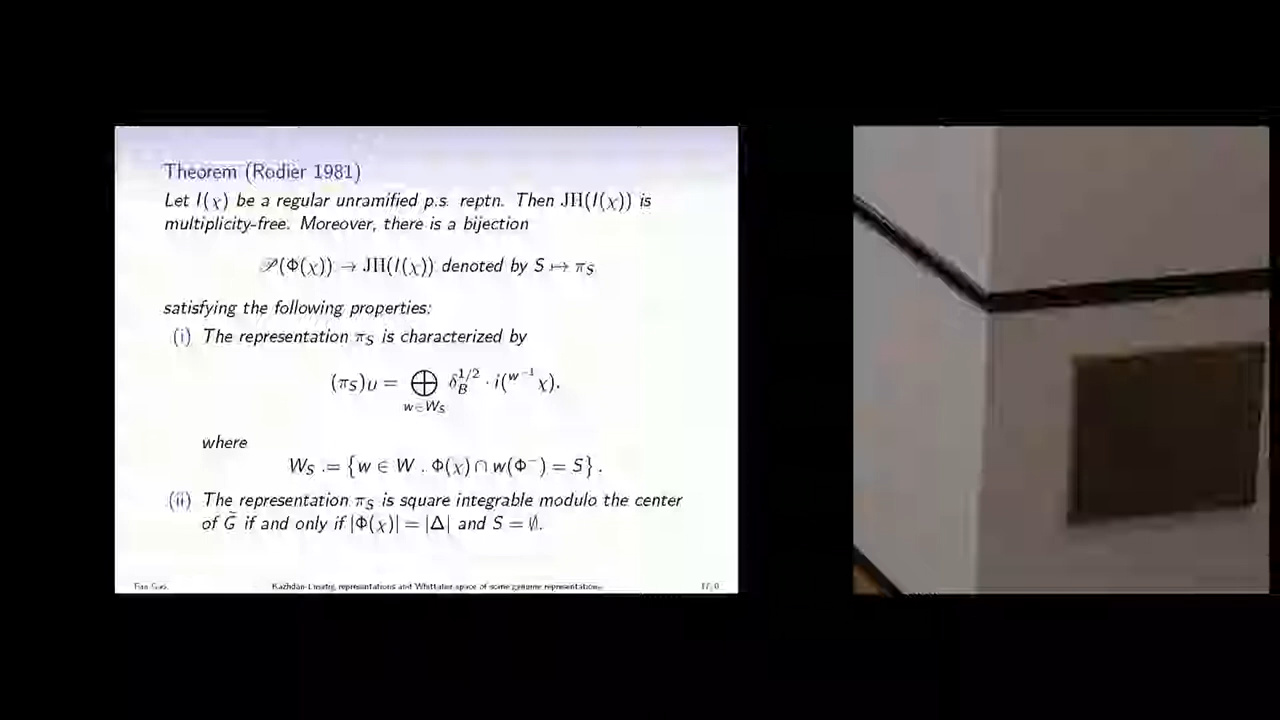 Theorem (Rodier 1981)
Let I(χ) be a regular unramified p.s. reptn. Then JH(I(χ)) is
multiplicity-free. Moreover, there is a bijection
𝒫(Φ(χ)) → JH(I(χ)) denoted by S ↦ π_S
satisfying the following properties:
(i) The representation π_S is characterized by
(π_S)_U = ⊕_{w∈W_S} δ_B^{1/2} · i(^{w^{-1}}χ).
where
W_S := {w ∈ W : Φ(χ) ∩ w(Φ^-) = S}.
(ii) The representation π_S is square integrable modulo the center
of G̃ if and only if |Φ(χ)| = |Δ| and S = ∅.
Fan Gao
Kazhdan-Lusztig representations and Whittaker space of some genuine representations